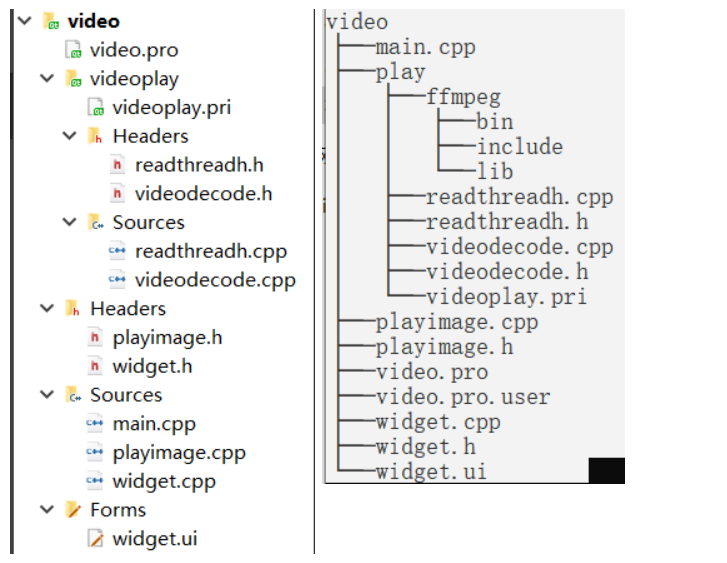 video
video.pro
videoplay
videoplay.pri
Headers
readthreadh.h
videodecode.h
Sources
readthreadh.cpp
videodecode.cpp
Headers
playimage.h
widget.h
Sources
main.cpp
playimage.cpp
widget.cpp
Forms
widget.ui
video
main.cpp
play
ffmpeg
bin
include
lib
readthreadh.cpp
readthreadh.h
videodecode.cpp
videodecode.h
videoplay.pri
playimage.cpp
playimage.h
video.pro
video.pro.user
widget.cpp
widget.h
widget.ui